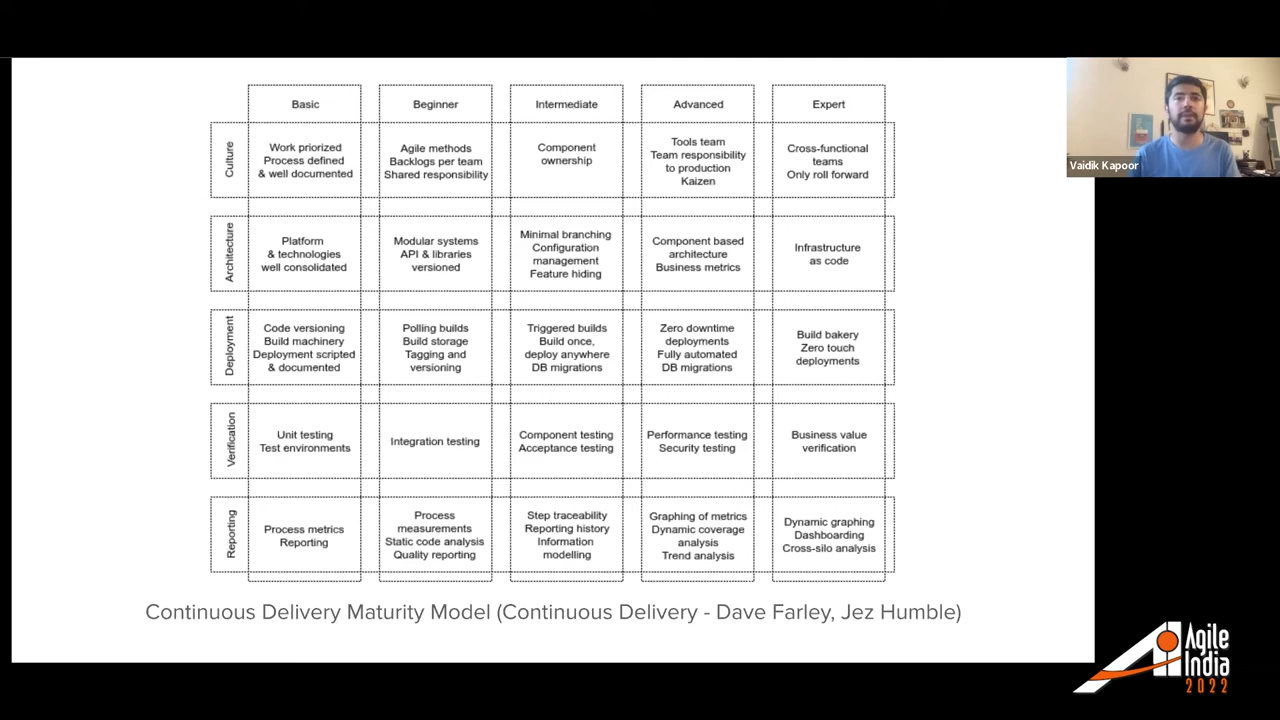 Basic
Beginner
Intermediate
Advanced
Expert
Culture
Work priorized
Process defined
& well documented
Agile methods
Backlogs per team
Shared responsibility
Component
ownership
Tools team
Team responsibility
to production
Kaizen
Cross-functional
teams
Only roll forward
Architecture
Platform
& technologies
well consolidated
Modular systems
API & libraries
versioned
Minimal branching
Configuration
management
Feature hiding
Component based
architecture
Business metrics
Infrastructure
as code
Deployment
Code versioning
Build machinery
Deployment scripted
& documented
Polling builds
Build storage
Tagging and
versioning
Triggered builds
Build once,
deploy anywhere
DB migrations
Zero downtime
deployments
Fully automated
DB migrations
Build bakery
Zero touch
deployments
Verification
Unit testing
Test environments
Integration testing
Component testing
Acceptance testing
Performance testing
Security testing
Business value
verification
Reporting
Process metrics
Reporting
Process
measurements
Static code analysis
Quality reporting
Step traceability
Reporting history
Information
modelling
Graphing of metrics
Dynamic coverage
analysis
Trend analysis
Dynamic graphing
Dashboarding
Cross-silo analysis
Continuous Delivery Maturity Model (Continuous Delivery - Dave Farley, Jez Humble)
Vaidik Kapoor
Agile
India
2022